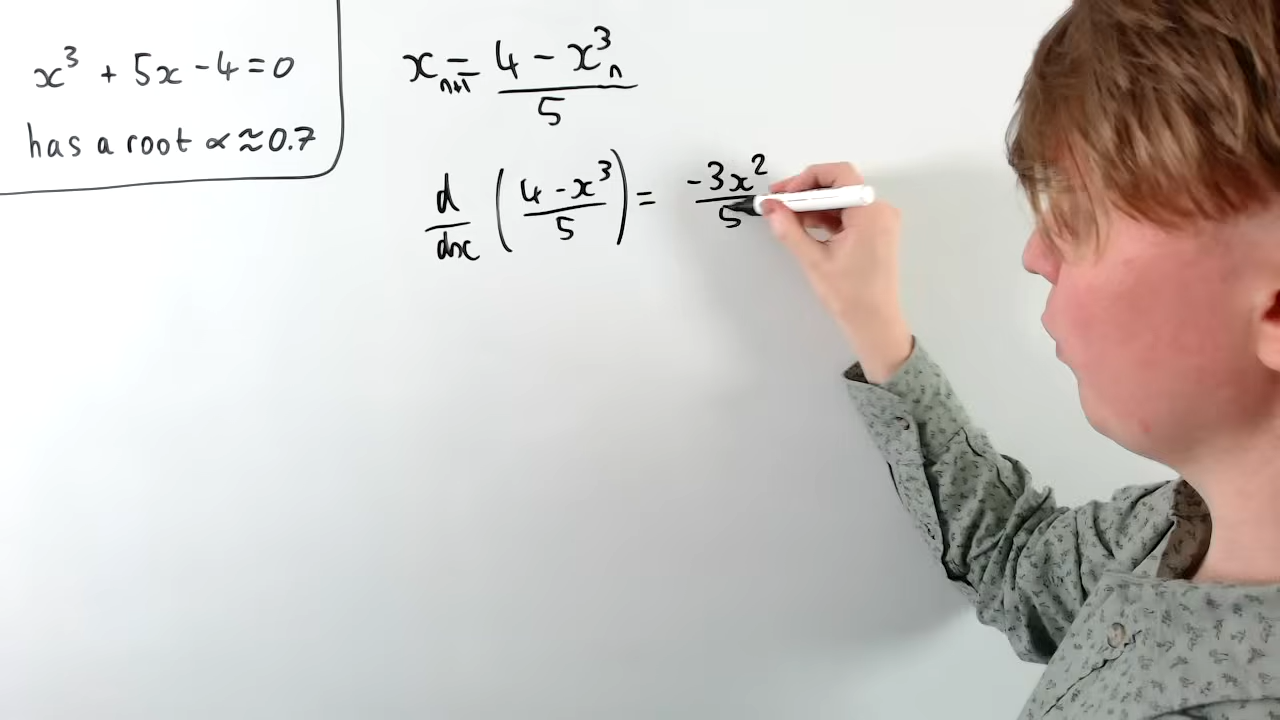 x³ + 5x - 4 = 0
has a root α ≈ 0.7
xₙ₊₁ = (4 - xₙ³)/5
d/dx ((4 - x³)/5) = -3x²/5